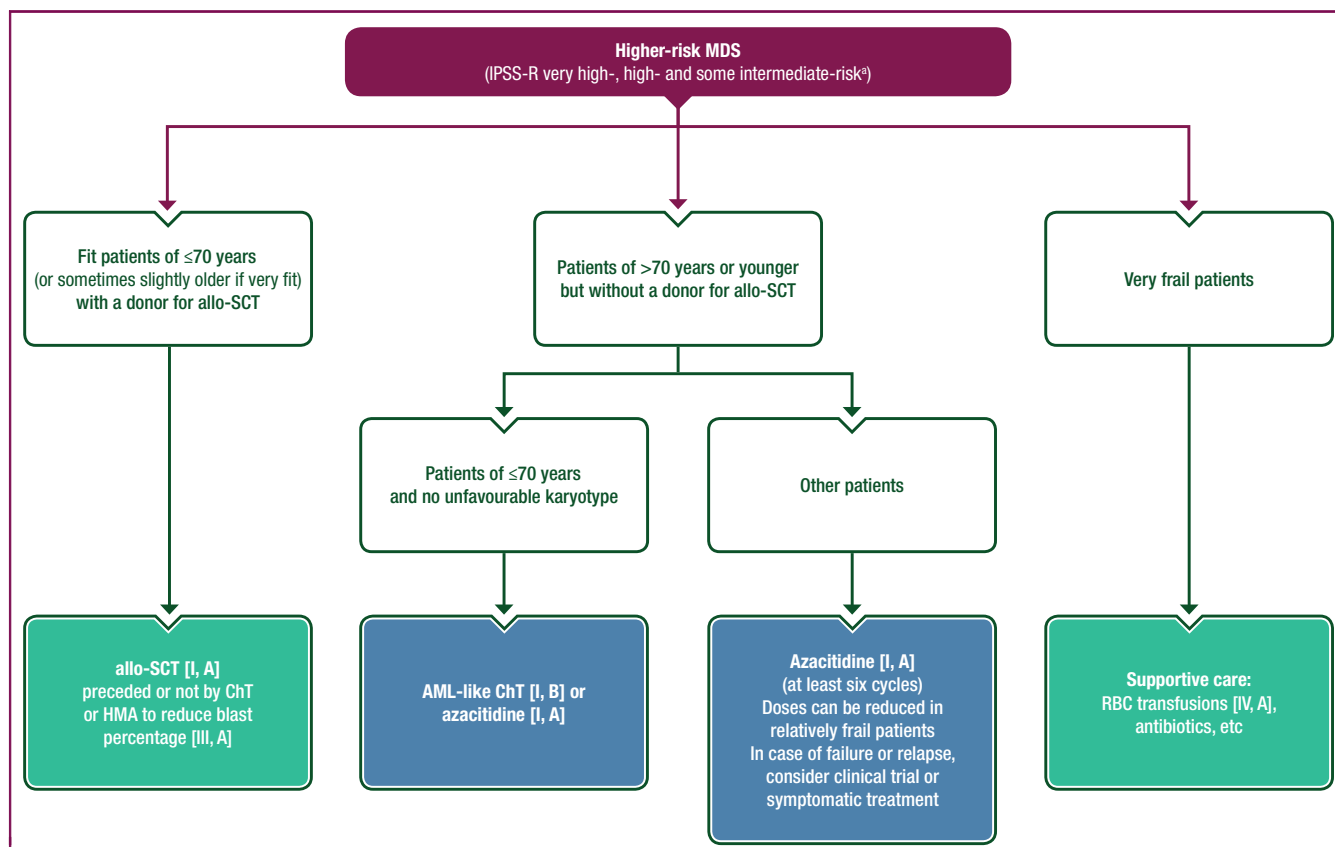 Higher-risk MDS
(IPSS-R very high-, high- and some intermediate-riskᵃ)
Fit patients of ≤70 years
(or sometimes slightly older if very fit)
with a donor for allo-SCT
Patients of >70 years or younger
but without a donor for allo-SCT
Very frail patients
Patients of ≤70 years
and no unfavourable karyotype
Other patients
allo-SCT [I, A]
preceded or not by ChT
or HMA to reduce blast
percentage [III, A]
AML-like ChT [I, B] or
azacitidine [I, A]
Azacitidine [I, A]
(at least six cycles)
Doses can be reduced in
relatively frail patients
In case of failure or relapse,
consider clinical trial or
symptomatic treatment
Supportive care:
RBC transfusions [IV, A],
antibiotics, etc